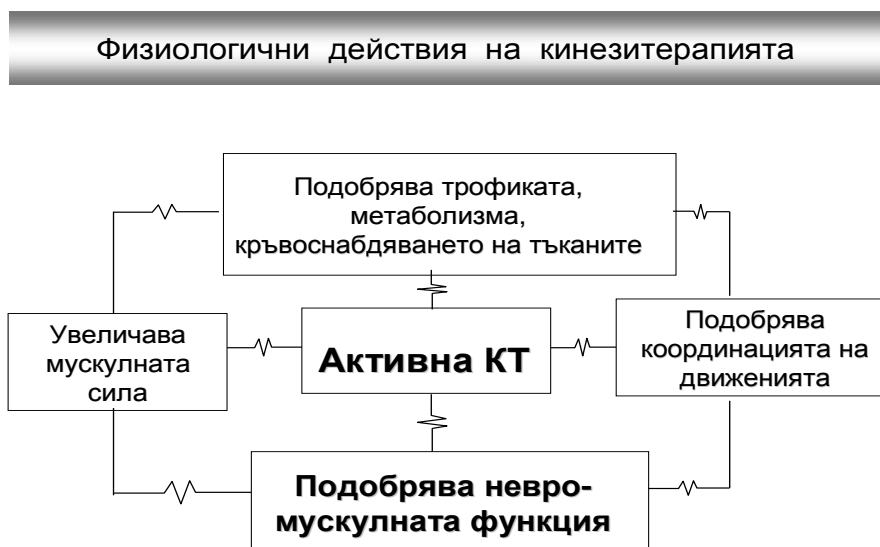 Физиологични действия на кинезитерапията
Подобрява трофиката,
метаболизма,
кръвоснабдяването на тъканите
Увеличава
мускулната
сила
Активна КТ
Подобрява
координацията на
движенията
Подобрява невро-
мускулната функция